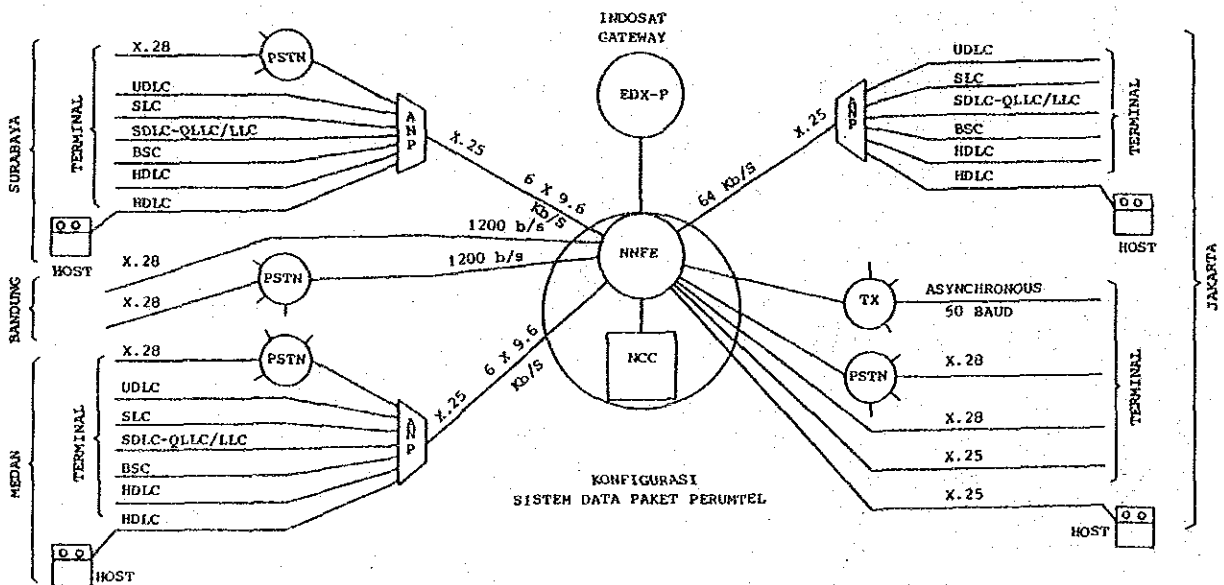 INDOSAT
GATEWAY
EDX-P
SURABAYA
TERMINAL
X.28
PSTN
UDLC
SLC
SDLC-QLLC/LLC
BSC
HDLC
HDLC
HOST
ANP
X.25
6 X 9.6
Kb/S
1200 b/s
1200 b/s
BANDUNG
X.28
X.28
PSTN
MEDAN
TERMINAL
X.28
PSTN
UDLC
SLC
SDLC-QLLC/LLC
BSC
HDLC
HDLC
HOST
ANP
X.25
6 X 9.6
Kb/S
NNFE
NCC
KONFIGURASI
SISTEM DATA PAKET PERUMTEL
X.25
64 Kb/S
ANP
UDLC
SLC
SDLC-QLLC/LLC
BSC
HDLC
HDLC
TERMINAL
HOST
JAKARTA
TX
ASYNCHRONOUS
50 BAUD
PSTN
X.28
X.28
X.25
X.25
TERMINAL
HOST